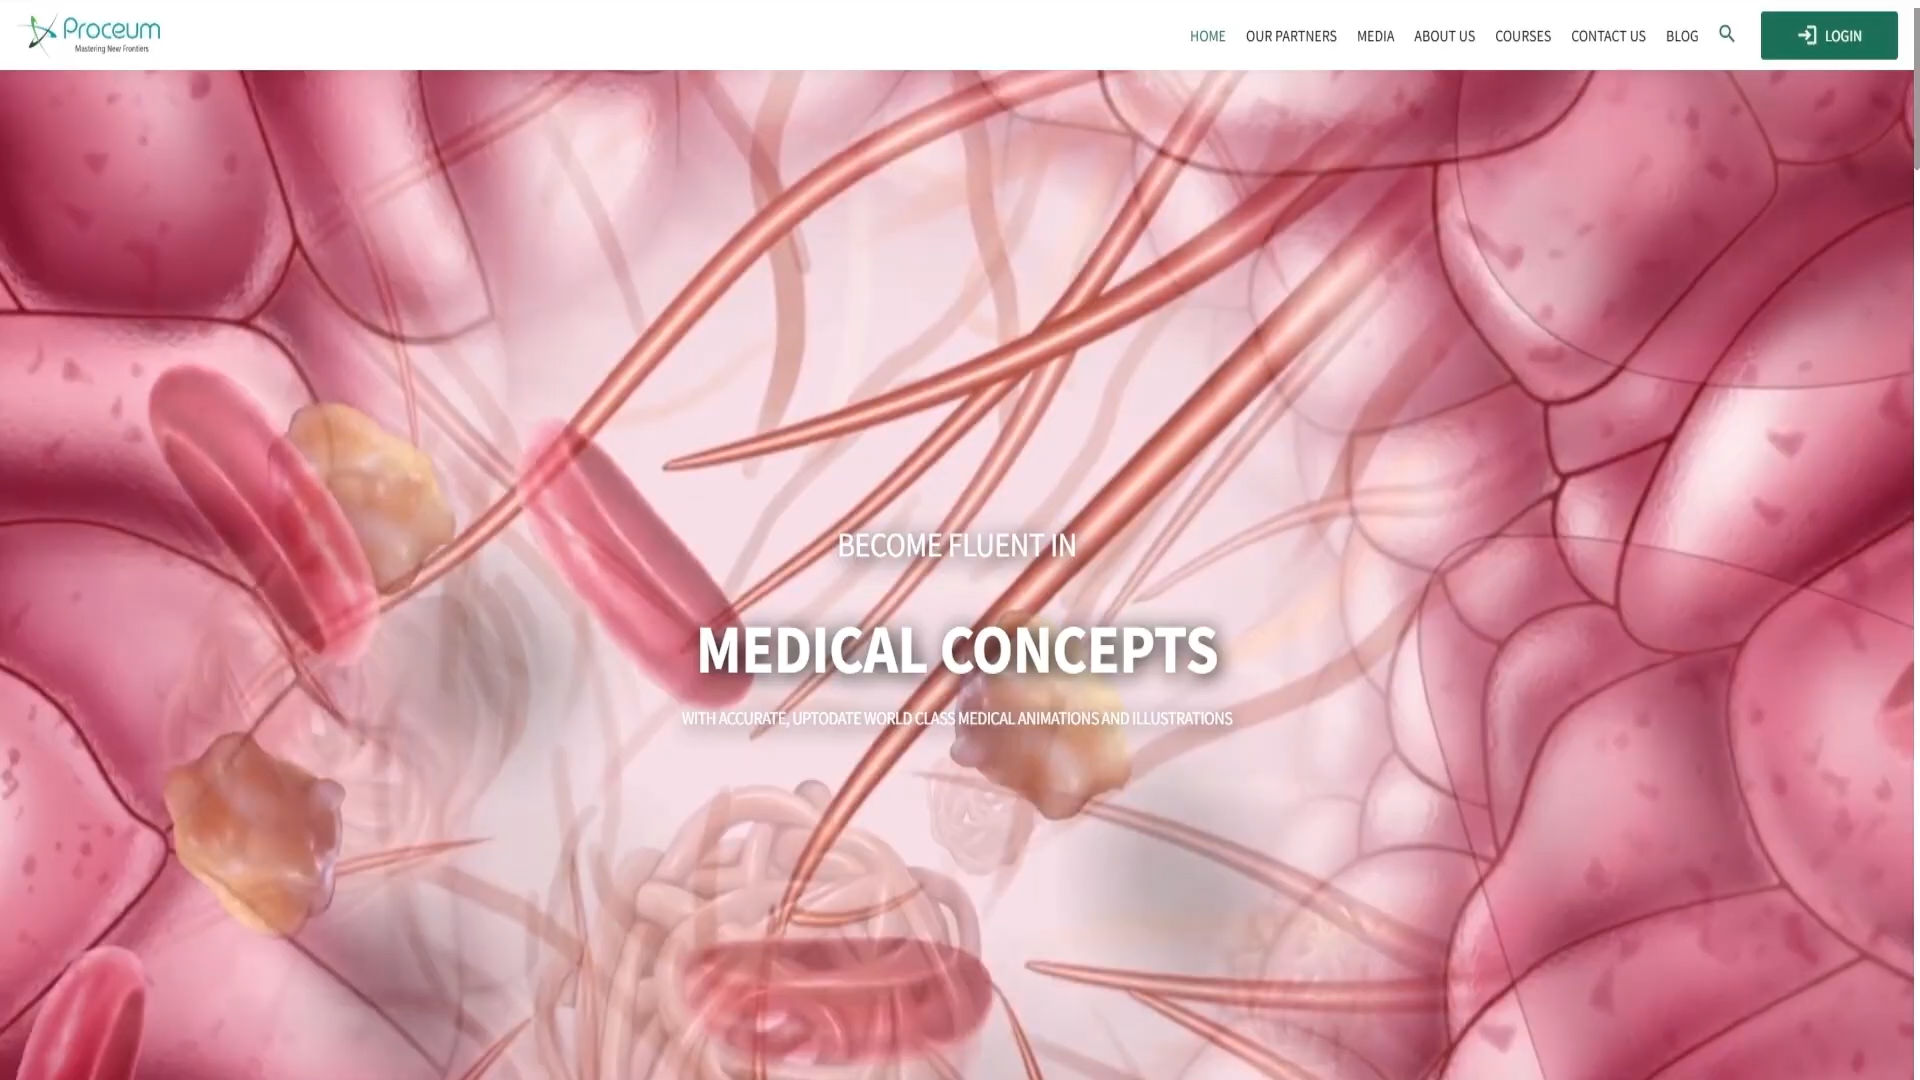 Proceum
Mastering New Frontiers
HOME OUR PARTNERS MEDIA ABOUT US COURSES CONTACT US BLOG LOGIN
BECOME FLUENT IN
MEDICAL CONCEPTS
WITH ACCURATE, UPTODATE WORLD CLASS MEDICAL ANIMATIONS AND ILLUSTRATIONS